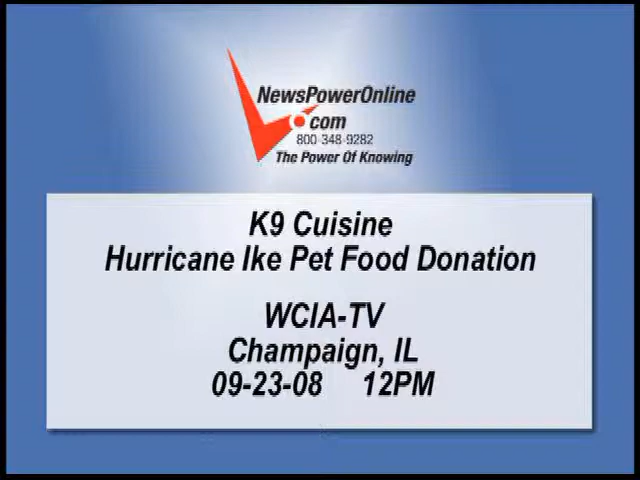 NewsPowerOnline
.com
800-348-9282
The Power Of Knowing
K9 Cuisine
Hurricane Ike Pet Food Donation
WCIA-TV
Champaign, IL
09-23-08 12PM